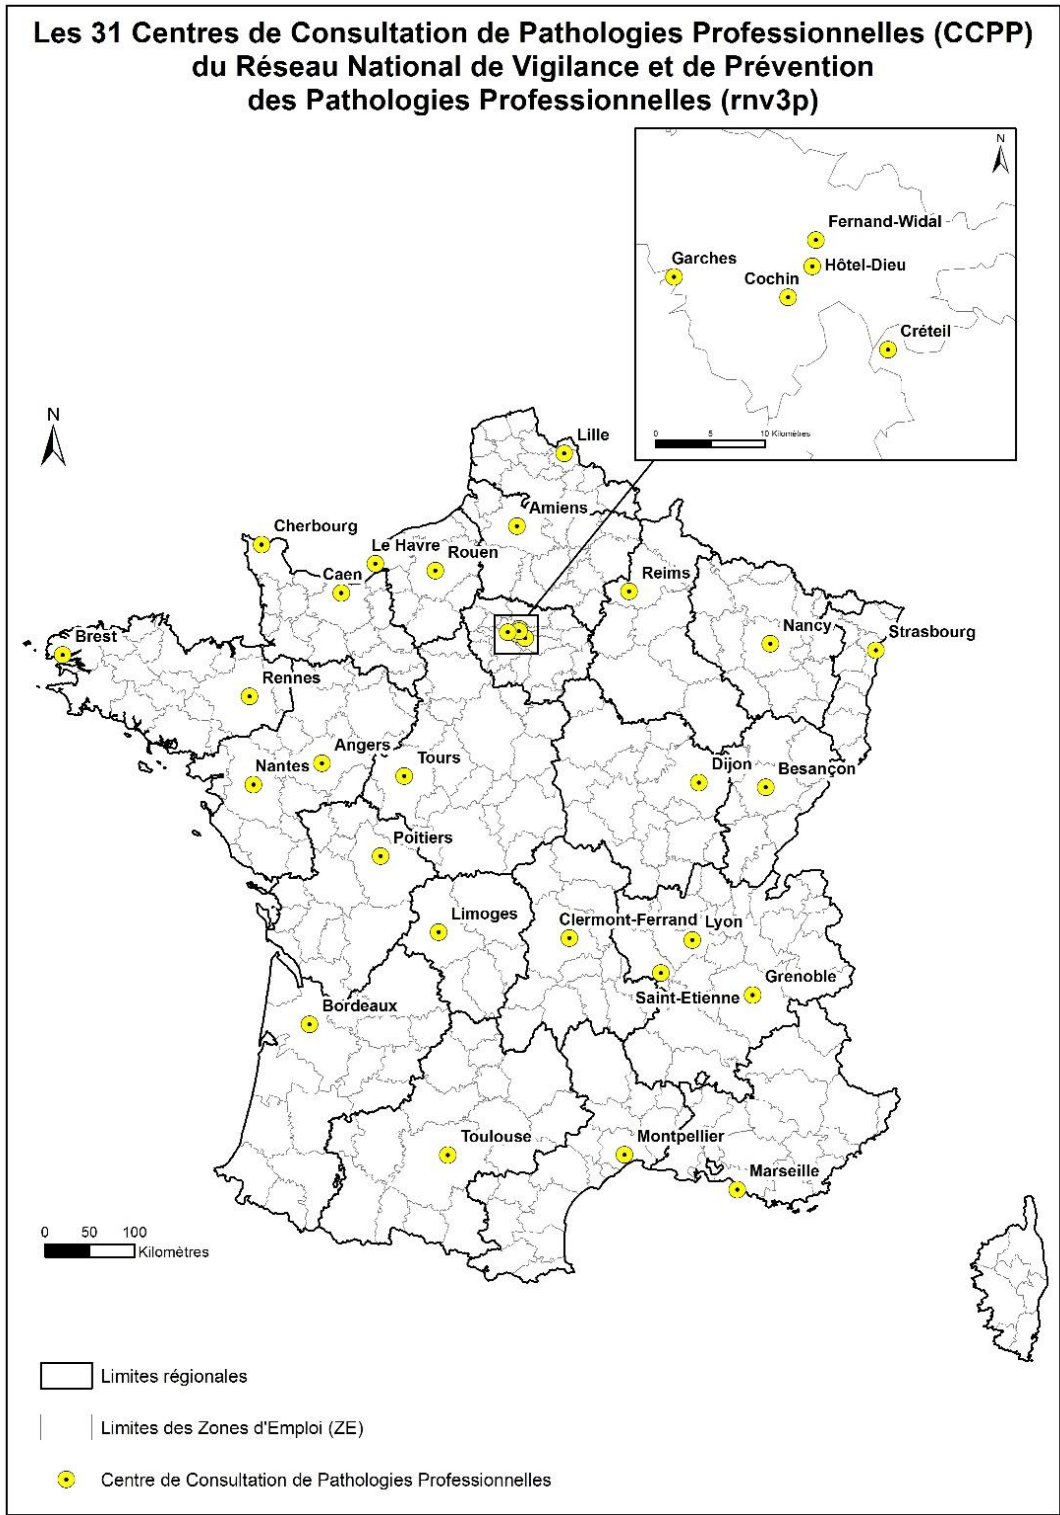 Les 31 Centres de Consultation de Pathologies Professionnelles (CCPP)
du Réseau National de Vigilance et de Prévention
des Pathologies Professionnelles (rnv3p)
N
Fernand-Widal
Garches
Hôtel-Dieu
Cochin
Créteil
0 5 10 Kilomètres
N
Lille
Amiens
Cherbourg
Le Havre
Rouen
Caen
Reims
Nancy
Strasbourg
Brest
Rennes
Angers
Nantes
Tours
Dijon
Besançon
Poitiers
Limoges
Clermont-Ferrand
Lyon
Grenoble
Saint-Etienne
Bordeaux
Toulouse
Montpellier
Marseille
0 50 100
Kilomètres
Limites régionales
Limites des Zones d'Emploi (ZE)
Centre de Consultation de Pathologies Professionnelles